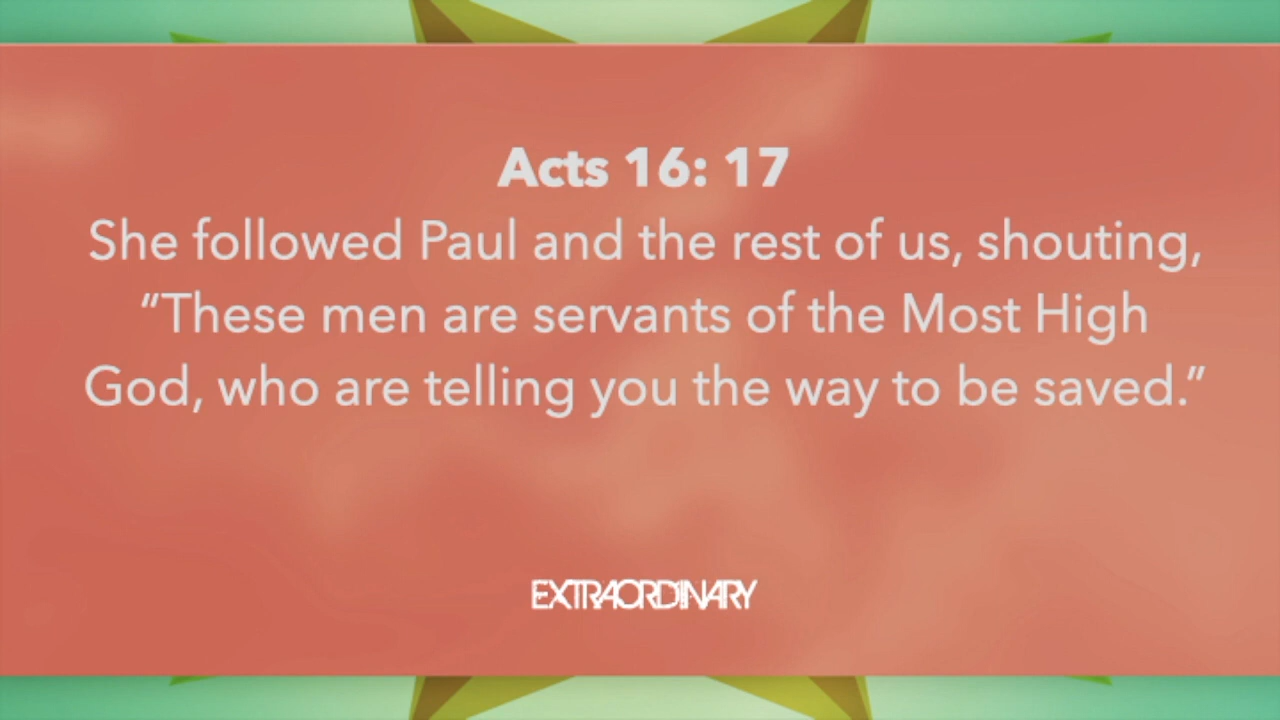 Acts 16: 17
She followed Paul and the rest of us, shouting,
“These men are servants of the Most High
God, who are telling you the way to be saved.”
EXTRAORDINARY